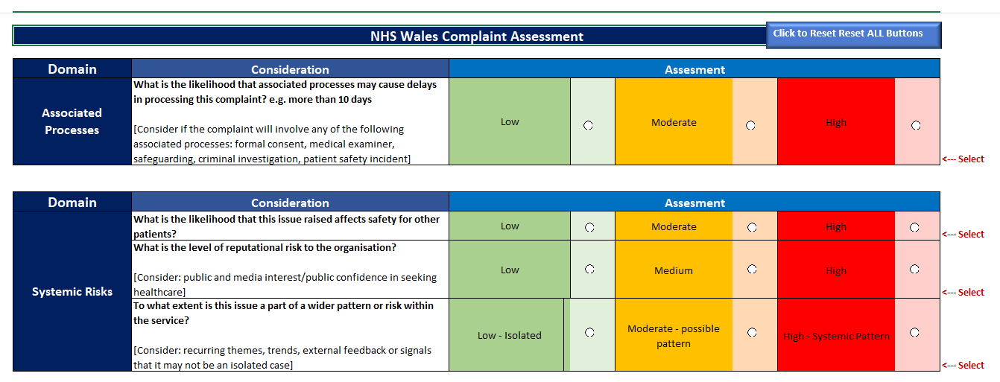 NHS Wales Complaint Assessment
Click to Reset Reset ALL Buttons
Domain
Consideration
Assesment
Associated
Processes
What is the likelihood that associated processes may cause delays
in processing this complaint? e.g. more than 10 days
[Consider if the complaint will involve any of the following
associated processes: formal consent, medical examiner,
safeguarding, criminal investigation, patient safety incident]
Low
Moderate
High
<--- Select
Domain
Consideration
Assesment
Systemic Risks
What is the likelihood that this issue raised affects safety for other
patients?
Low
Moderate
High
<--- Select
What is the level of reputational risk to the organisation?
[Consider: public and media interest/public confidence in seeking
healthcare]
Low
Medium
High
<--- Select
To what extent is this issue a part of a wider pattern or risk within
the service?
[Consider: recurring themes, trends, external feedback or signals
that it may not be an isolated case]
Low - Isolated
Moderate - possible
pattern
High - Systemic Pattern
<--- Select